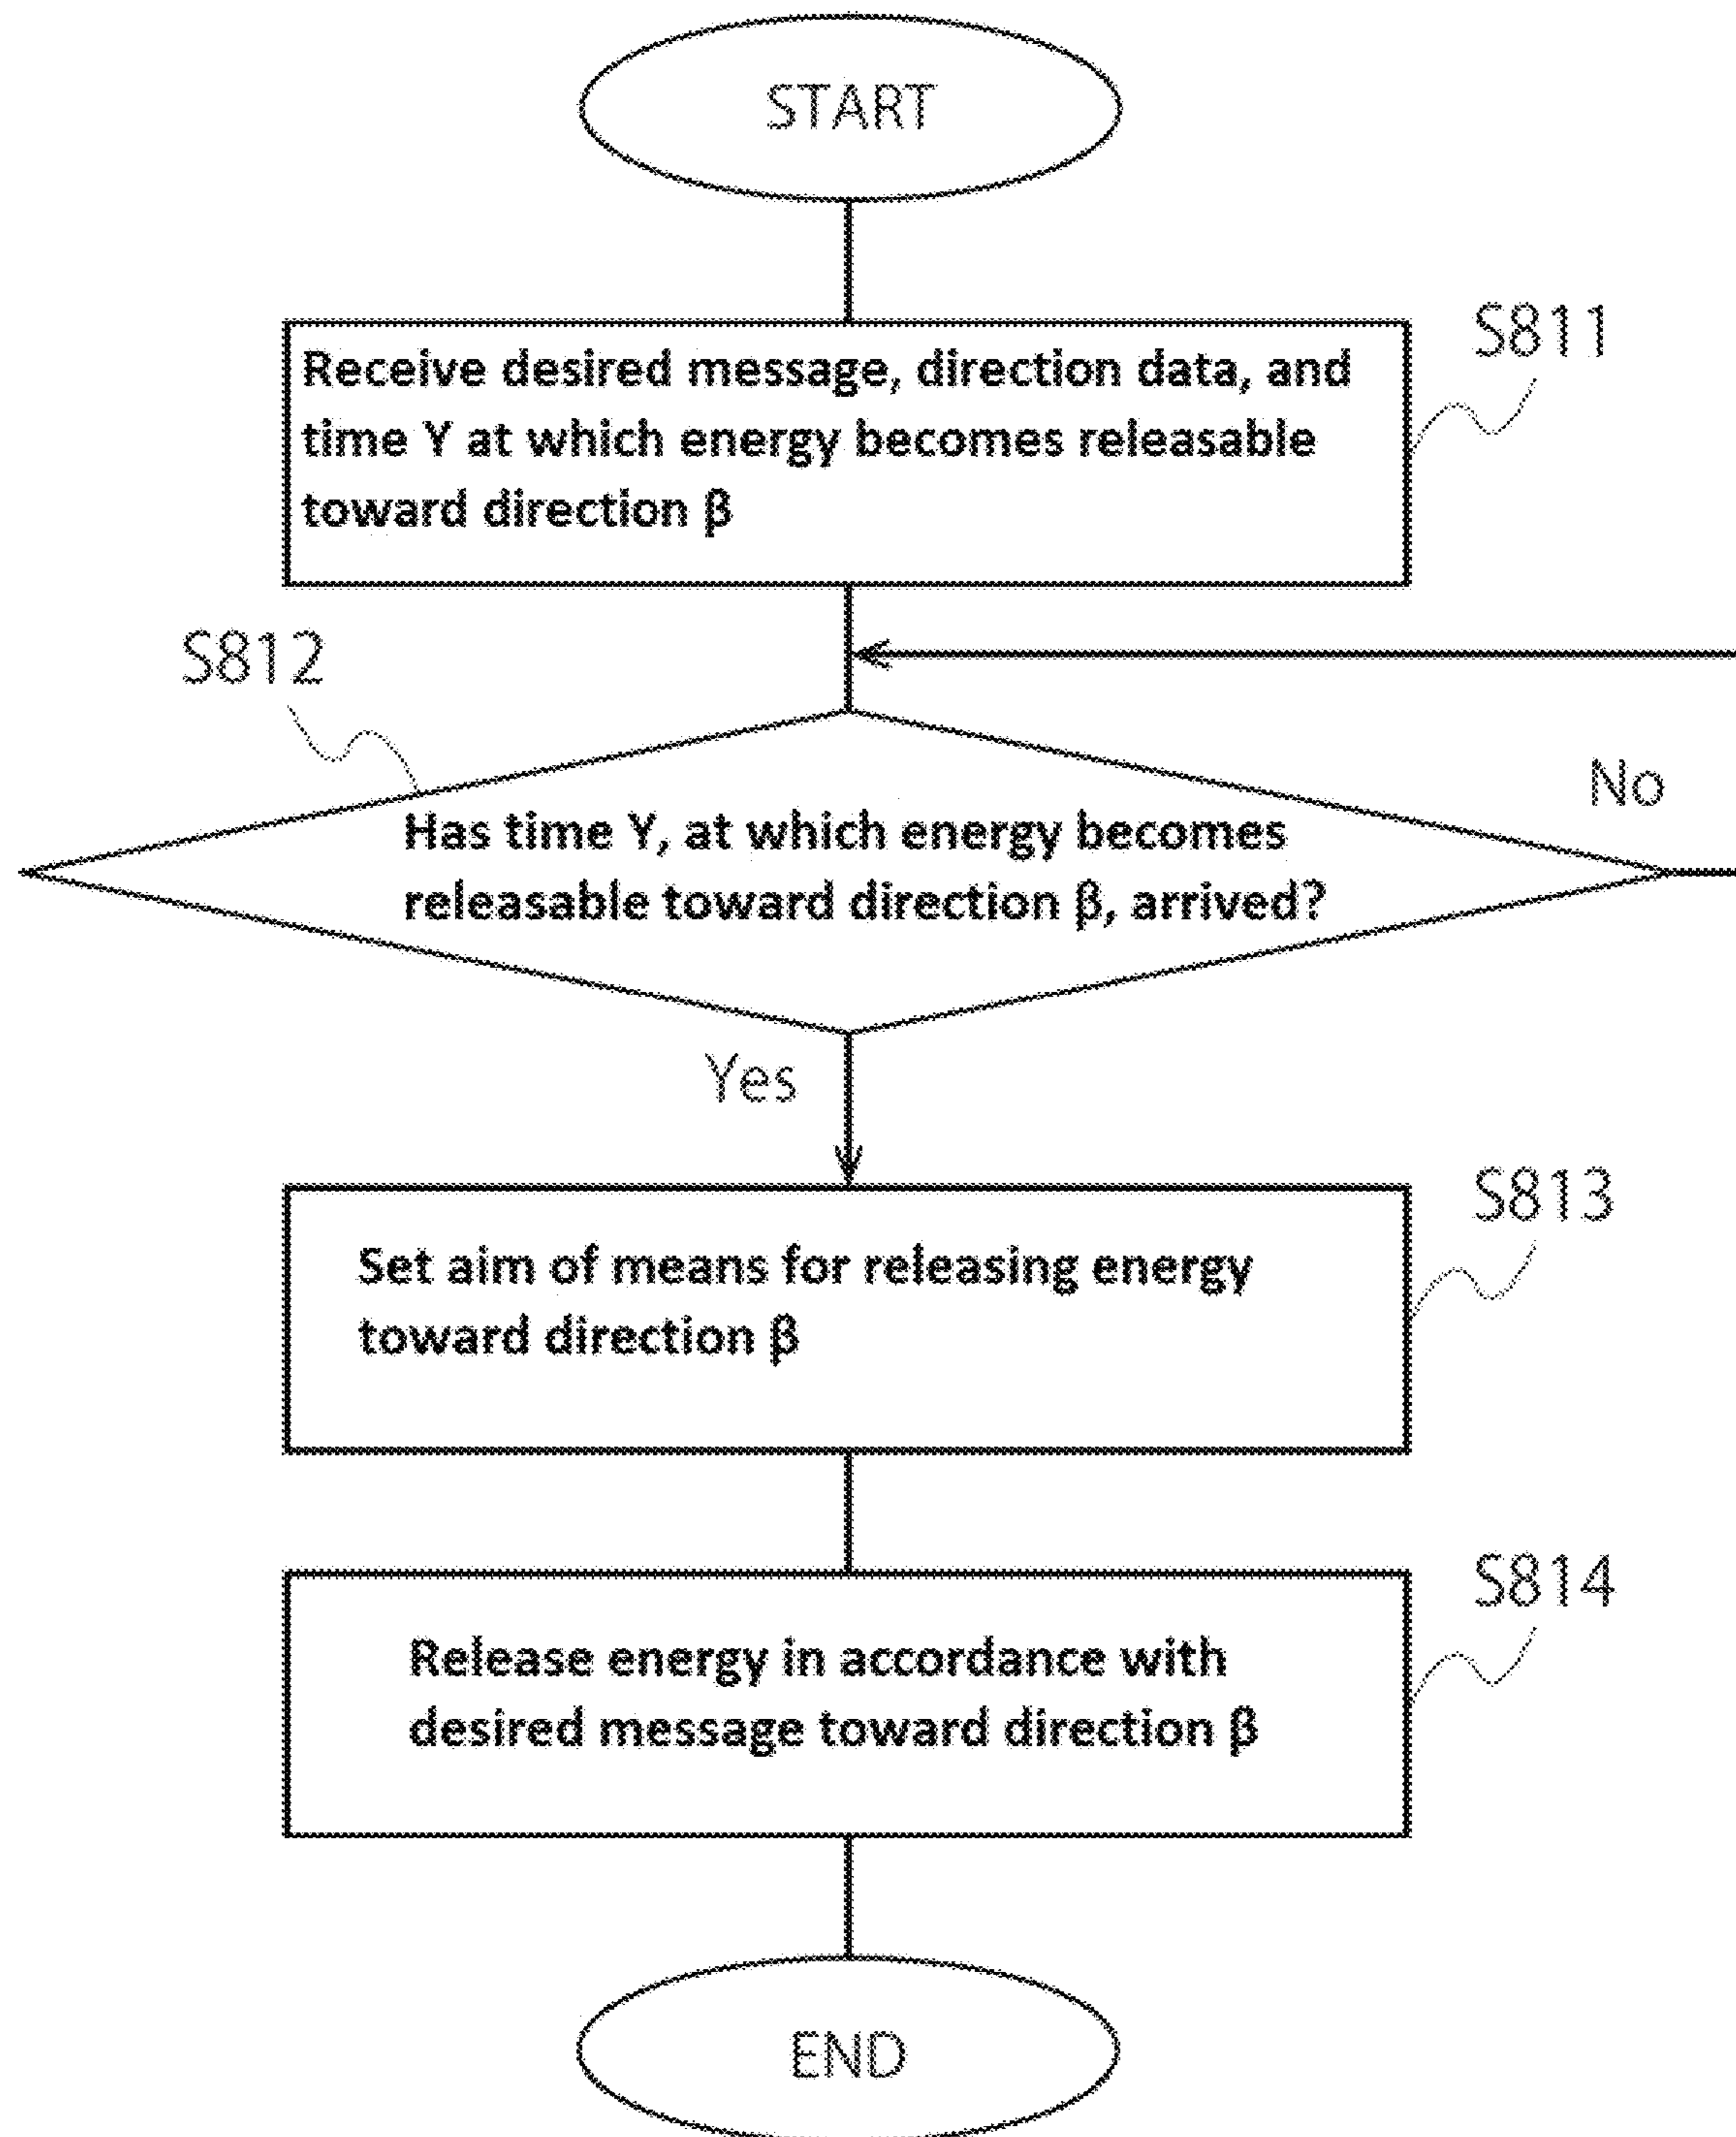 START
S811
Receive desired message, direction data, and
time Y at which energy becomes releasable
toward direction β
S812
No
Has time Y, at which energy becomes
releasable toward direction β, arrived?
Yes
S813
Set aim of means for releasing energy
toward direction β
S814
Release energy in accordance with
desired message toward direction β
END